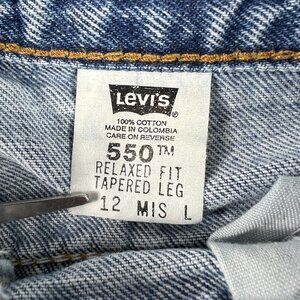 LEVI'S
100% COTTON
MADE IN COLOMBIA
CARE ON REVERSE
550™
RELAXED FIT
TAPERED LEG
12 MIS L